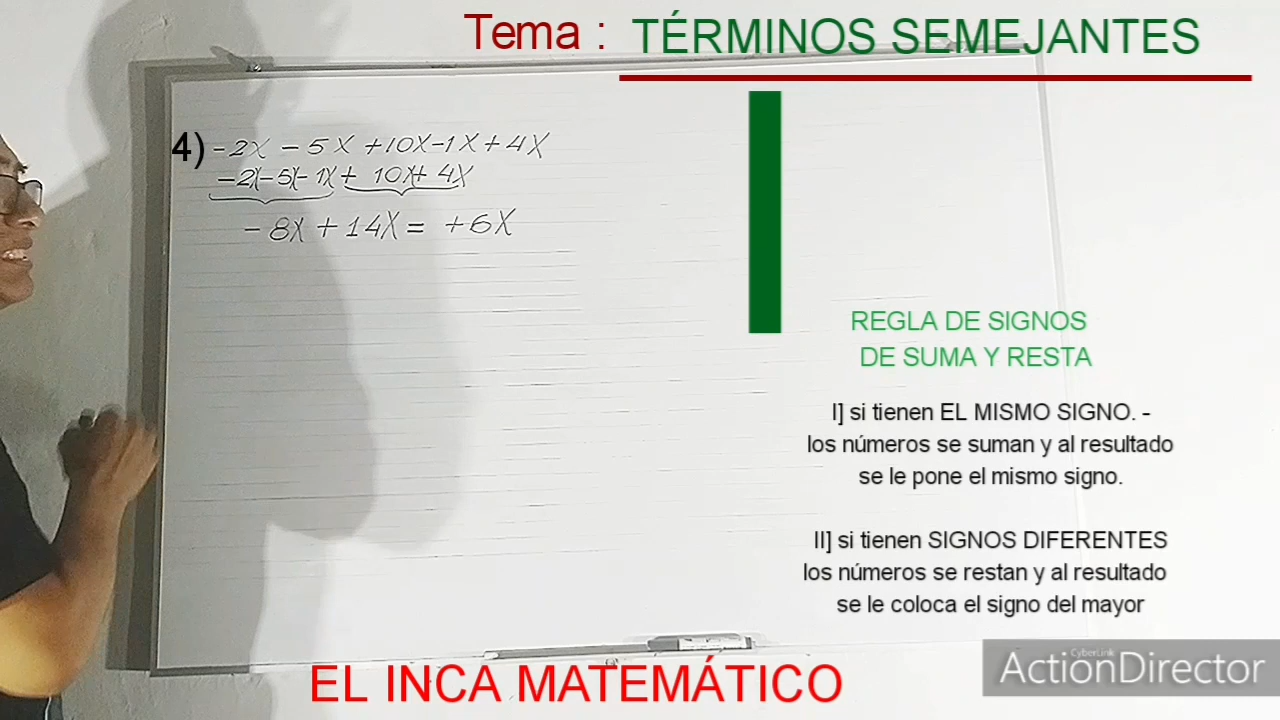 Tema : TÉRMINOS SEMEJANTES
4) -2X - 5X +10X-1X+4X
-2X-5X-1X+ 10X+ 4X
-8X+14X= +6X
REGLA DE SIGNOS
DE SUMA Y RESTA
I] si tienen EL MISMO SIGNO. -
los números se suman y al resultado
se le pone el mismo signo.
II] si tienen SIGNOS DIFERENTES
los números se restan y al resultado
se le coloca el signo del mayor
CyberLink
ActionDirector
EL INCA MATEMÁTICO